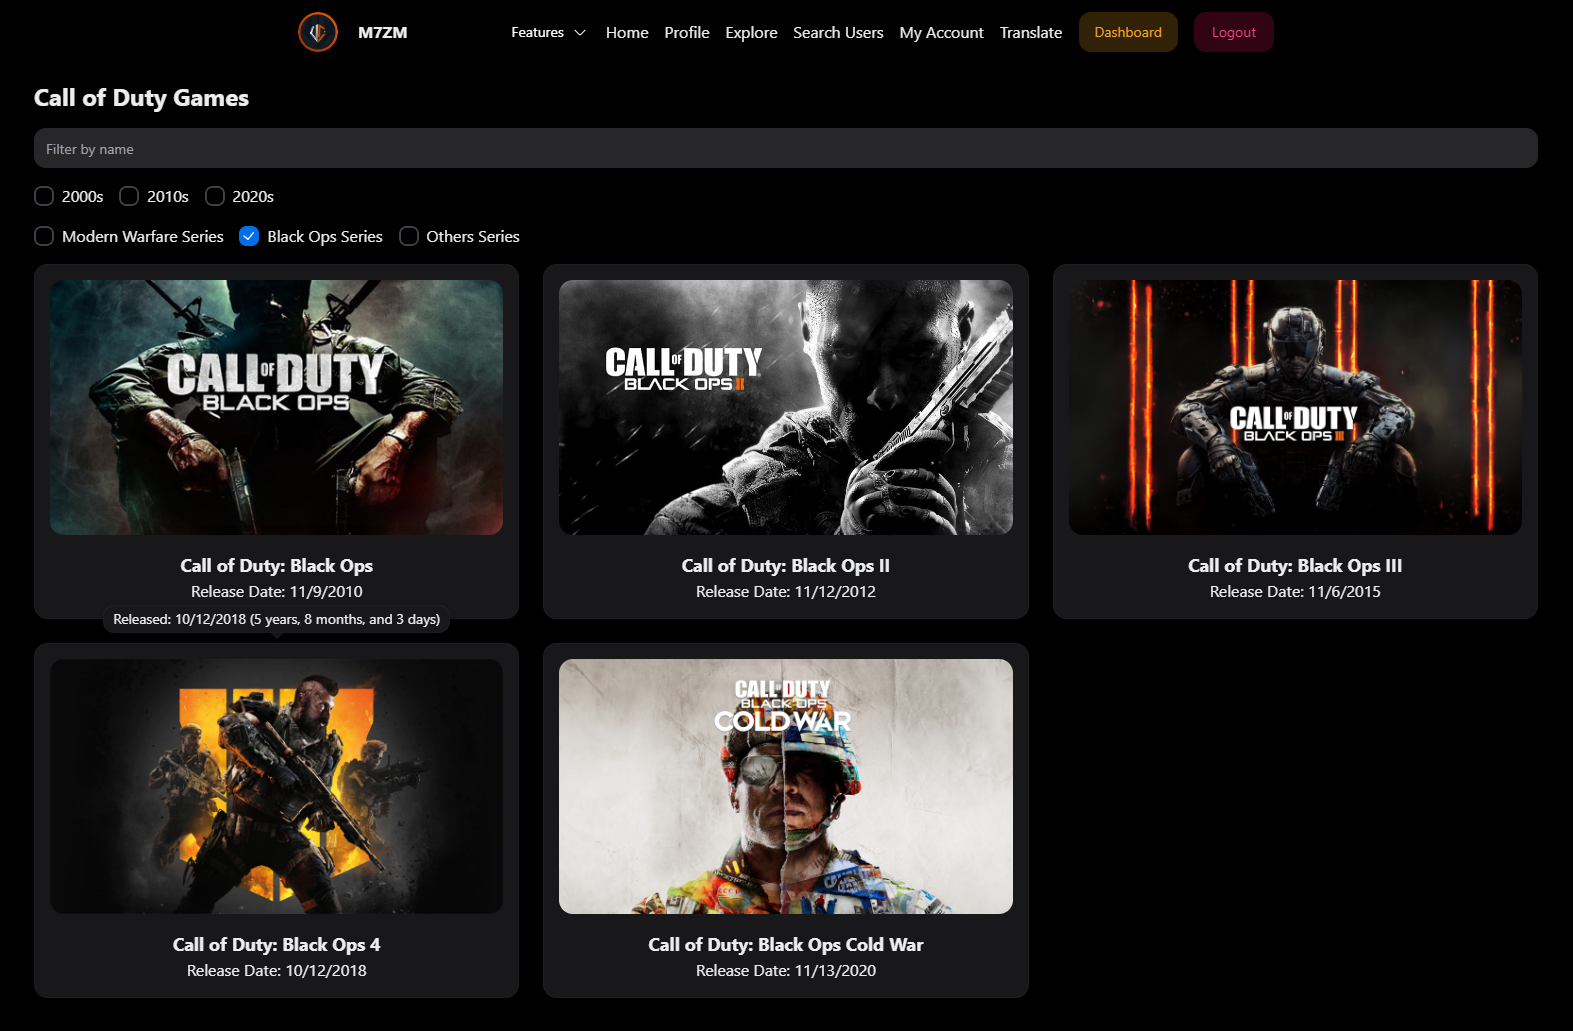 M7ZM
Features Home Profile Explore Search Users My Account Translate Dashboard Logout
Call of Duty Games
Filter by name
2000s 2010s 2020s
Modern Warfare Series Black Ops Series Others Series
CALL OF DUTY
BLACK OPS
CALL OF DUTY
BLACK OPS II
CALL OF DUTY
BLACK OPS III
Call of Duty: Black Ops
Release Date: 11/9/2010
Call of Duty: Black Ops II
Release Date: 11/12/2012
Call of Duty: Black Ops III
Release Date: 11/6/2015
Released: 10/12/2018 (5 years, 8 months, and 3 days)
CALL OF DUTY
BLACK OPS
COLD WAR
Call of Duty: Black Ops 4
Release Date: 10/12/2018
Call of Duty: Black Ops Cold War
Release Date: 11/13/2020